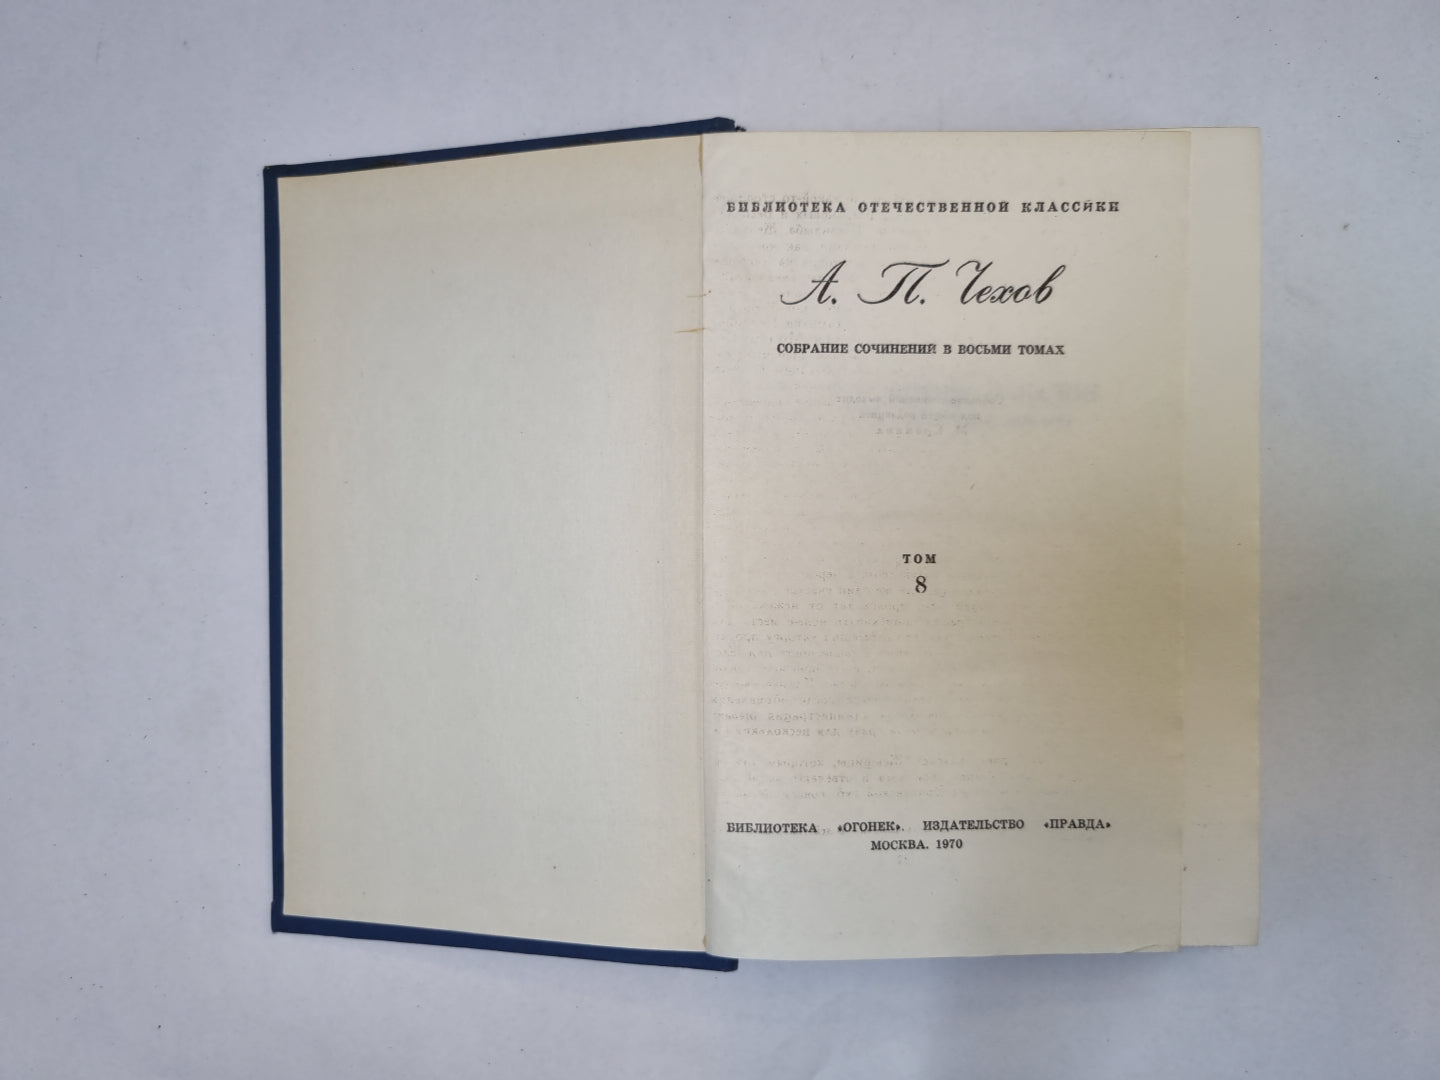 БИБЛИОТЕКА ОТЕЧЕСТВЕННОЙ КЛАССИКИ
А. П. Чехов
СОБРАНИЕ СОЧИНЕНИЙ В ВОСЬМИ ТОМАХ
ТОМ
8
БИБЛИОТЕКА «ОГОНЕК». ИЗДАТЕЛЬСТВО «ПРАВДА»
МОСКВА. 1970